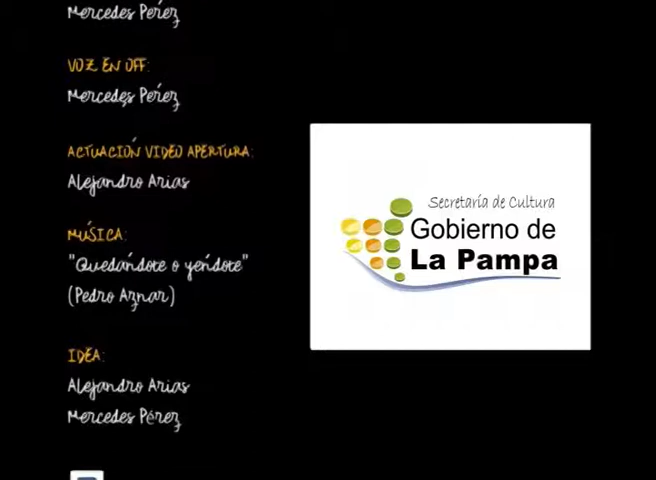 Mercedes Pérez
VOZ EN OFF:
Mercedes Pérez
ACTUACIÓN VIDEO APERTURA:
Alejandro Arias
MÚSICA:
"Quedándote o yéndote"
(Pedro Aznar)
IDEA:
Alejandro Arias
Mercedes Pérez
Secretaría de Cultura
Gobierno de
La Pampa